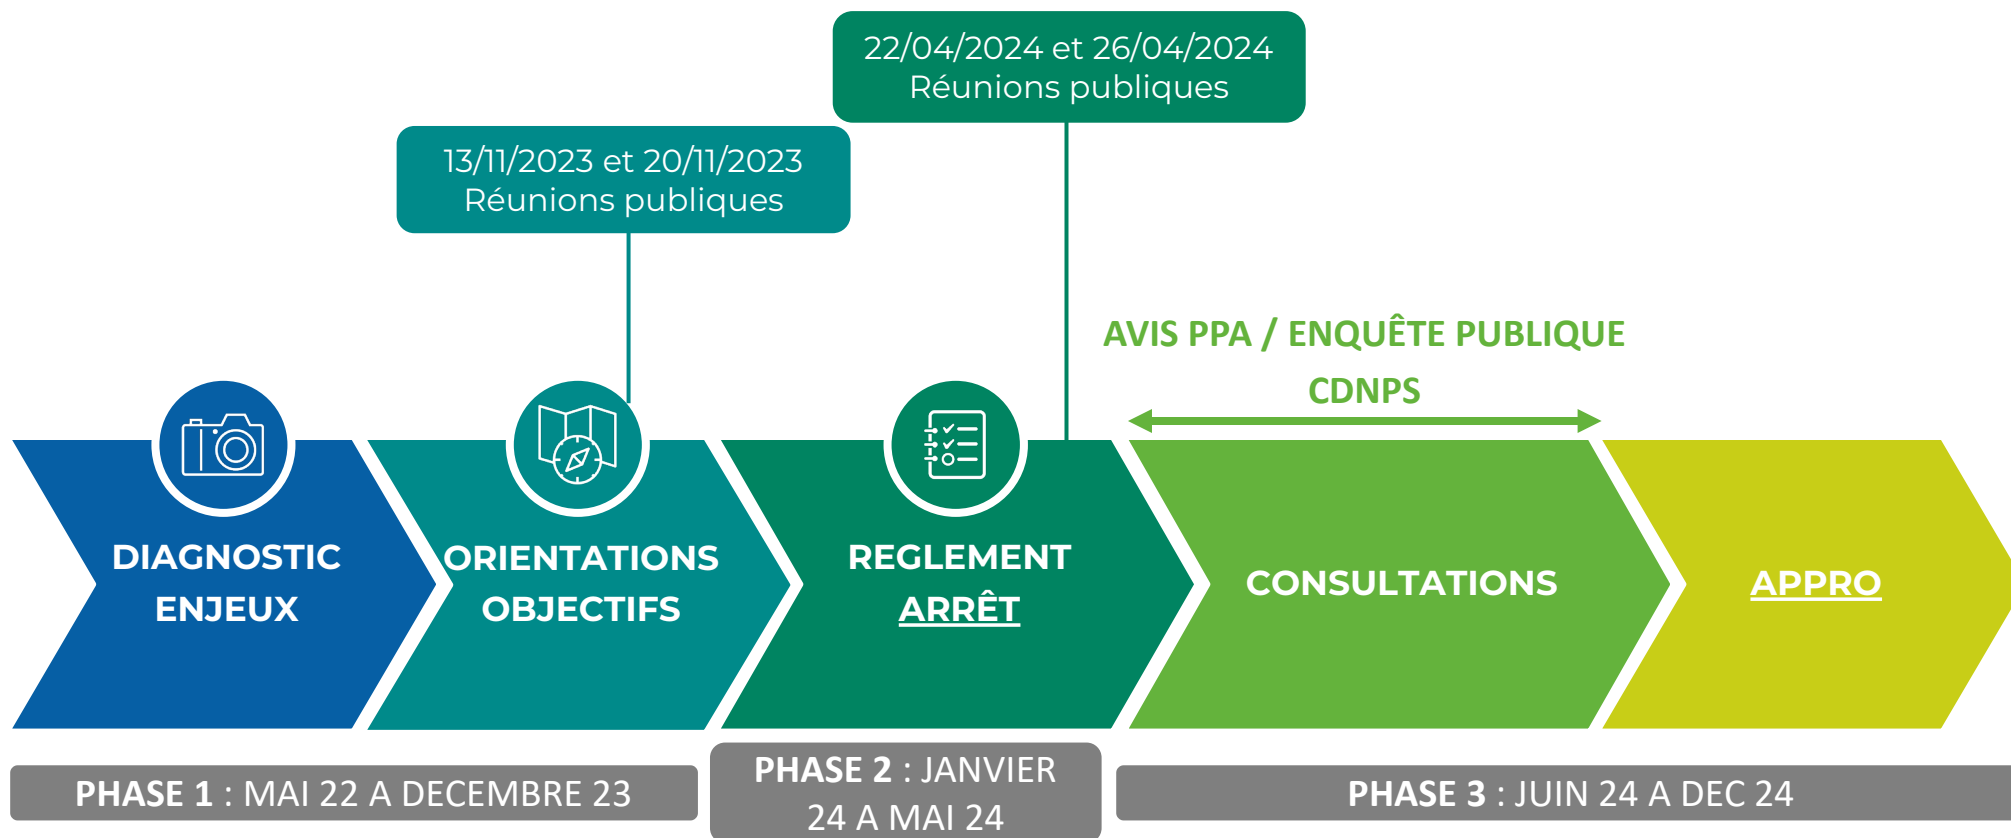 22/04/2024 et 26/04/2024
Réunions publiques
13/11/2023 et 20/11/2023
Réunions publiques
AVIS PPA / ENQUÊTE PUBLIQUE
CDNPS
DIAGNOSTIC
ENJEUX
ORIENTATIONS
OBJECTIFS
REGLEMENT
ARRÊT
CONSULTATIONS
APPRO
PHASE 1 : MAI 22 A DECEMBRE 23
PHASE 2 : JANVIER
24 A MAI 24
PHASE 3 : JUIN 24 A DEC 24